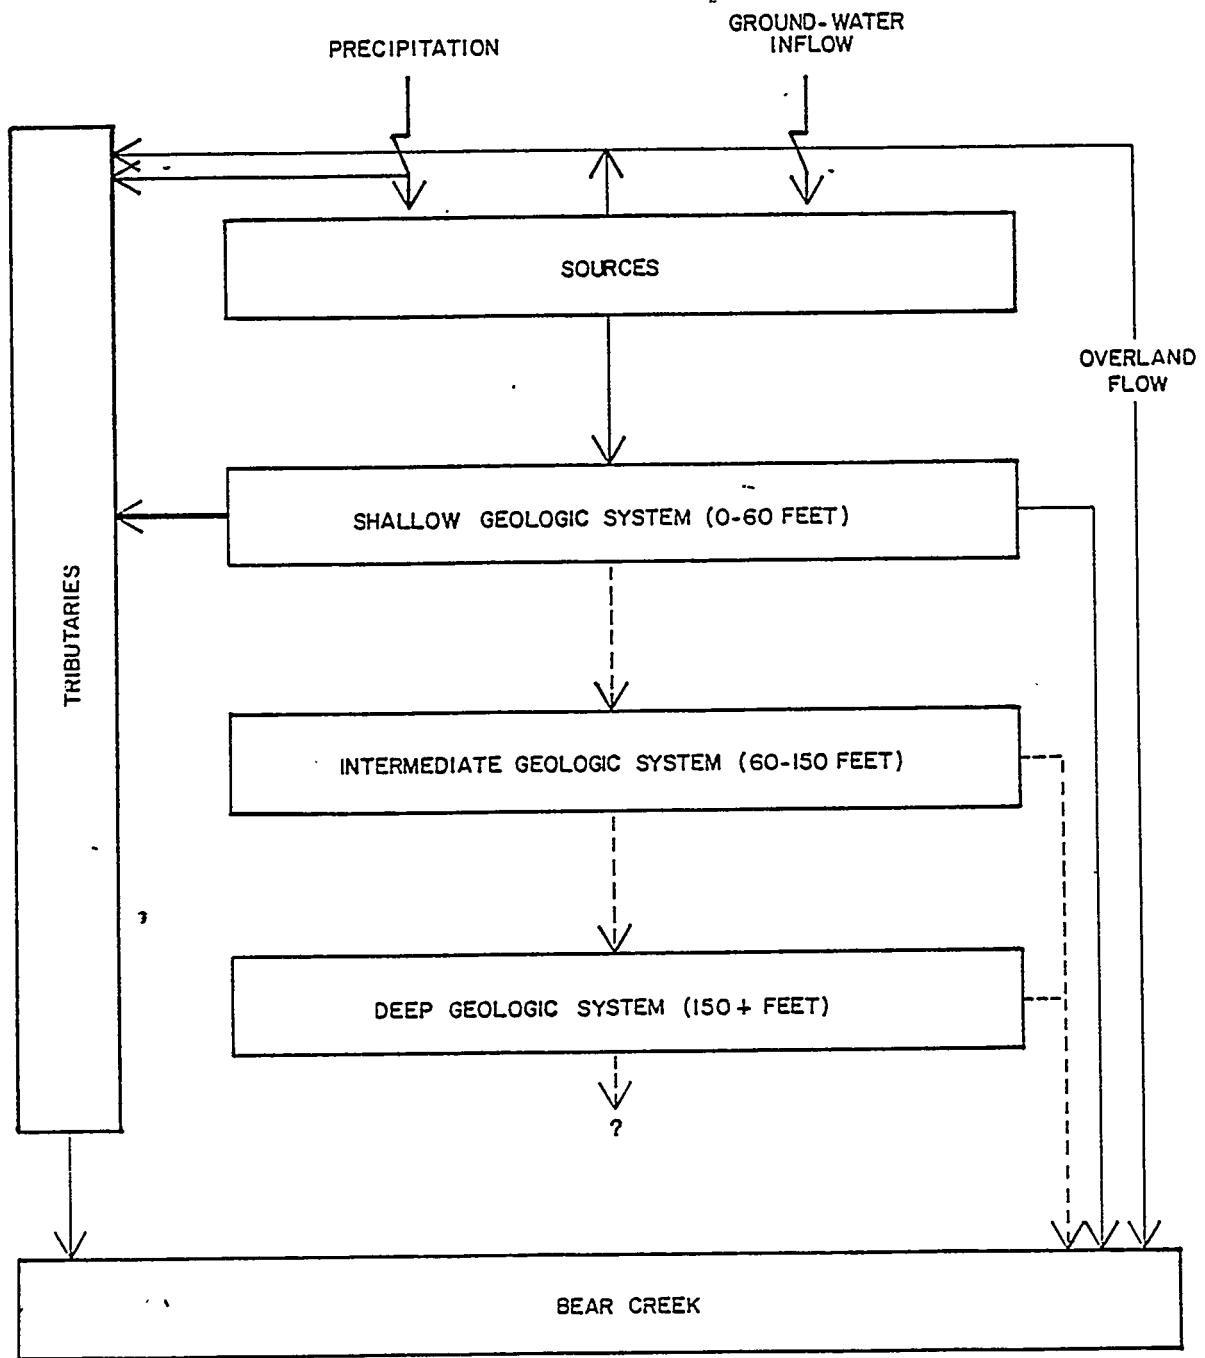 GROUND-WATER
INFLOW
PRECIPITATION
SOURCES
OVERLAND
FLOW
SHALLOW GEOLOGIC SYSTEM (0-60 FEET)
TRIBUTARIES
INTERMEDIATE GEOLOGIC SYSTEM (60-150 FEET)
DEEP GEOLOGIC SYSTEM (150+ FEET)
?
BEAR CREEK